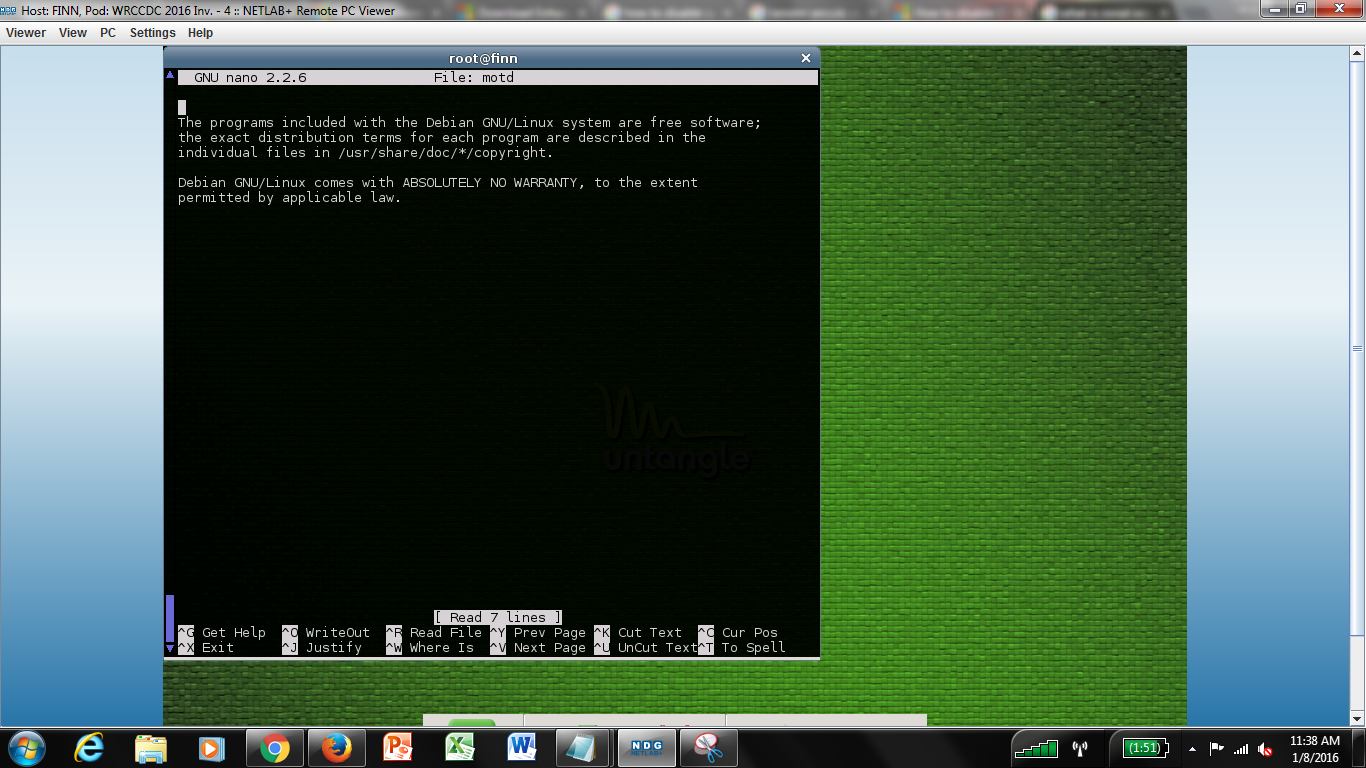 Host: FINN, Pod: WRCCDC 2016 Inv. - 4 :: NETLAB+ Remote PC Viewer
Viewer View PC Settings Help
root@finn
GNU nano 2.2.6 File: motd
The programs included with the Debian GNU/Linux system are free software;
the exact distribution terms for each program are described in the
individual files in /usr/share/doc/*/copyright.
Debian GNU/Linux comes with ABSOLUTELY NO WARRANTY, to the extent
permitted by applicable law.
untangle
[ Read 7 lines ]
^G Get Help ^O WriteOut ^R Read File ^Y Prev Page ^K Cut Text ^C Cur Pos
^X Exit ^J Justify ^W Where Is ^V Next Page ^U UnCut Text ^T To Spell
NDG
NETLAB+
(1:51)
11:38 AM
1/8/2016